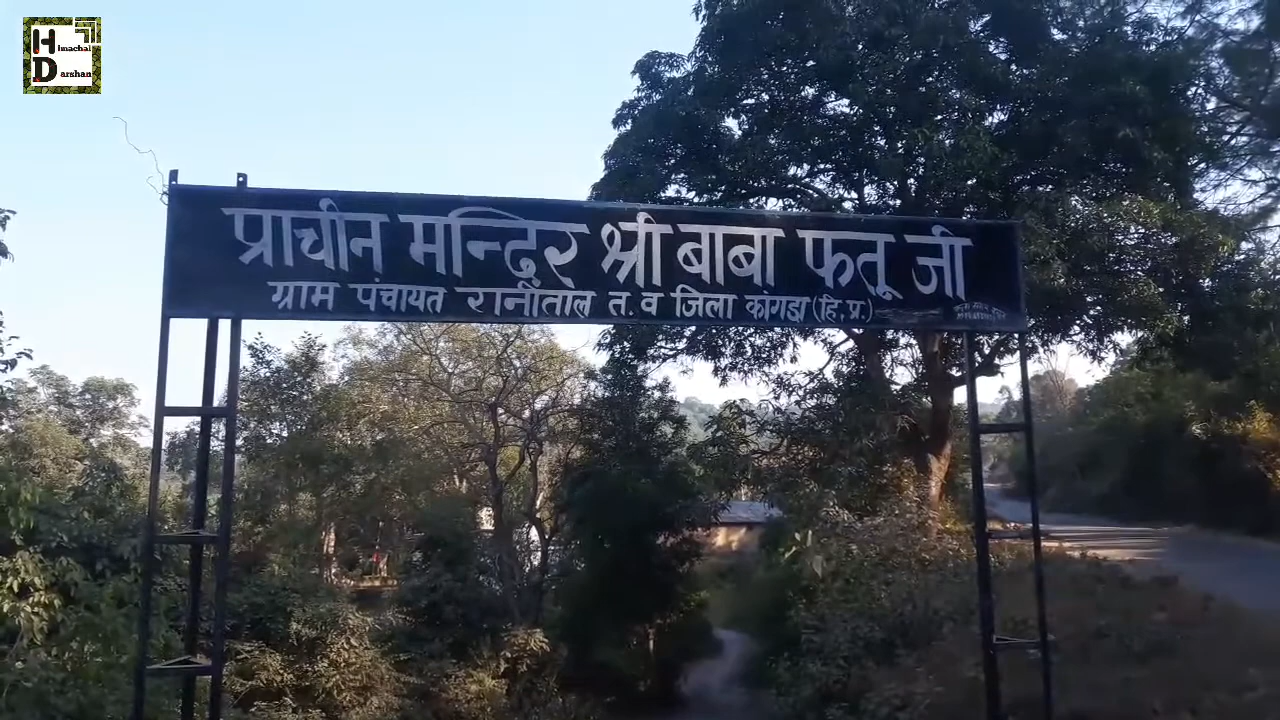 Himachal
Darshan
प्राचीन मन्दिर श्री बाबा फतू जी
ग्राम पंचायत रानीताल त. व जिला कांगड़ा (हि.प्र.)